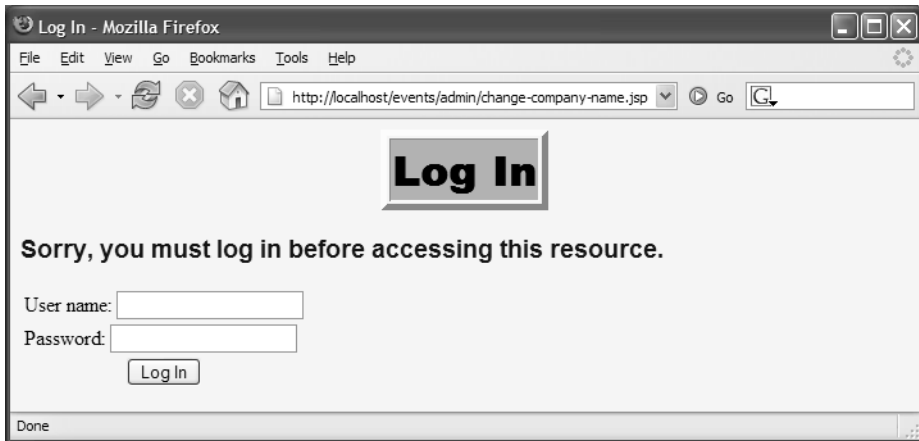 Log In - Mozilla Firefox
File Edit View Go Bookmarks Tools Help
http://localhost/events/admin/change-company-name.jsp Go G
Log In
Sorry, you must log in before accessing this resource.
User name:
Password:
Log In
Done